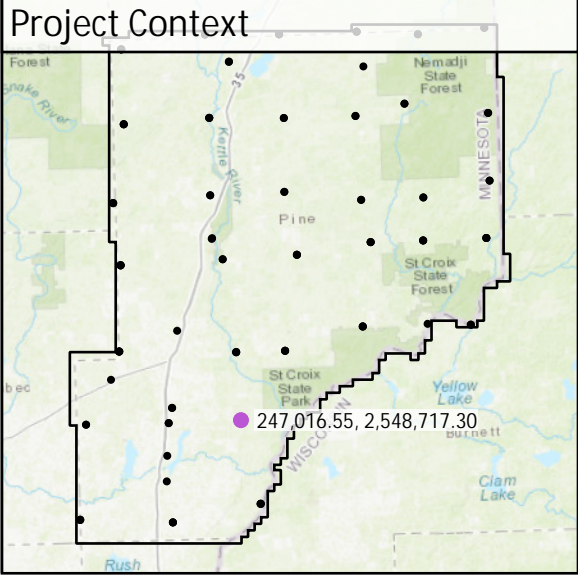 Project Context
Forest
Snake River
35
Nemadji
State
Forest
MINNESOTA
Kettle River
Pine
St Croix
State
Forest
St Croix
State
Park
bec
Yellow
Lake
247,016.55, 2,548,717.30
Burnett
WISCONSIN
Clam
Lake
Rush